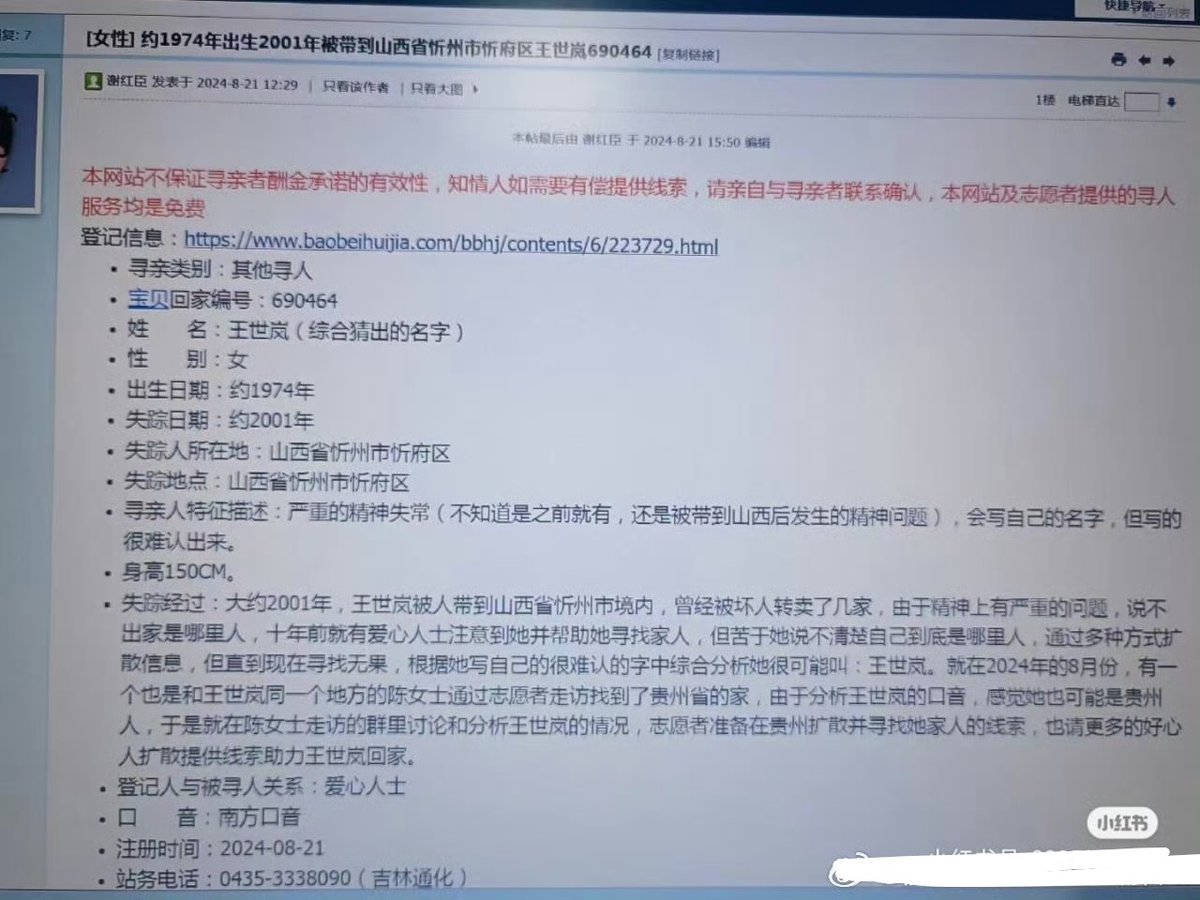 快捷导航
返回列表
复: 7
[女性] 约1974年出生2001年被带到山西省忻州市忻府区王世岚690464 [复制链接]
谢红臣 发表于 2024-8-21 12:29 | 只看该作者 | 只看大图
1楼 电梯直达
本帖最后由 谢红臣 于 2024-8-21 15:50 编辑
本网站不保证寻亲者酬金承诺的有效性，知情人如需要有偿提供线索，请亲自与寻亲者联系确认，本网站及志愿者提供的寻人
服务均是免费
登记信息：https://www.baobeihuijia.com/bbhj/contents/6/223729.html
• 寻亲类别：其他寻人
• 宝贝回家编号：690464
• 姓 名：王世岚（综合猜出的名字）
• 性 别：女
• 出生日期：约1974年
• 失踪日期：约2001年
• 失踪人所在地：山西省忻州市忻府区
• 失踪地点：山西省忻州市忻府区
• 寻亲人特征描述：严重的精神失常（不知道是之前就有，还是被带到山西后发生的精神问题），会写自己的名字，但写的
很难认出来。
• 身高150CM。
• 失踪经过：大约2001年，王世岚被人带到山西省忻州市境内，曾经被坏人转卖了几家，由于精神上有严重的问题，说不
出家是哪里人，十年前就有爱心人士注意到她并帮助她寻找家人，但苦于她说不清楚自己到底是哪里人，通过多种方式扩
散信息，但直到现在寻找无果，根据她写自己的很难认的字中综合分析她很可能叫：王世岚。就在2024年的8月份，有一
个也是和王世岚同一个地方的陈女士通过志愿者走访找到了贵州省的家，由于分析王世岚的口音，感觉她也可能是贵州
人，于是就在陈女士走访的群里讨论和分析王世岚的情况，志愿者准备在贵州扩散并寻找她家人的线索，也请更多的好心
人扩散提供线索助力王世岚回家。
• 登记人与被寻人关系：爱心人士
• 口 音：南方口音
• 注册时间：2024-08-21
• 站务电话：0435-3338090（吉林通化）
小红书